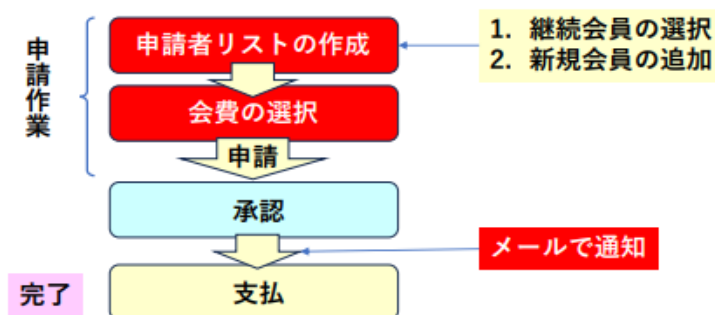 申請作業
申請者リストの作成
1. 継続会員の選択
2. 新規会員の追加
会費の選択
申請
承認
メールで通知
完了
支払